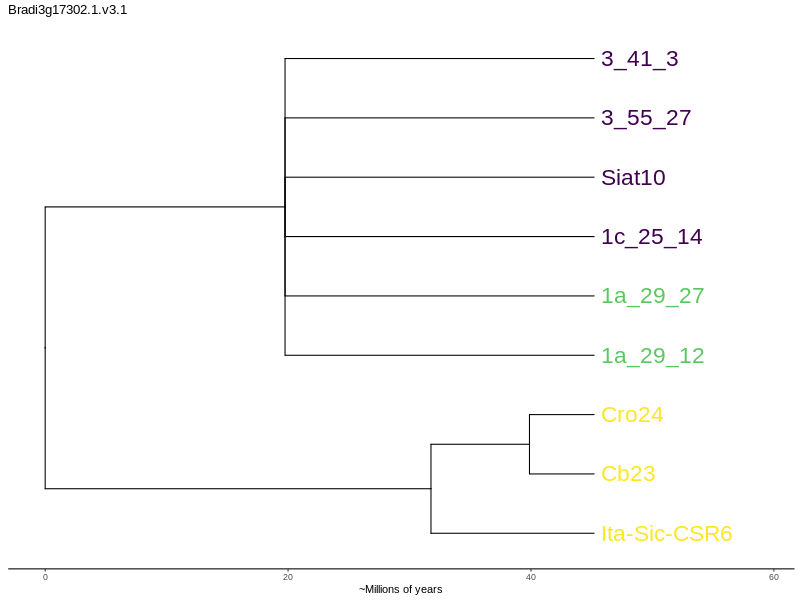 Bradi3g17302.1.v3.1
3_41_3
3_55_27
Siat10
1c_25_14
1a_29_27
1a_29_12
Cro24
Cb23
Ita-Sic-CSR6
0 20 40 60
~Millions of years